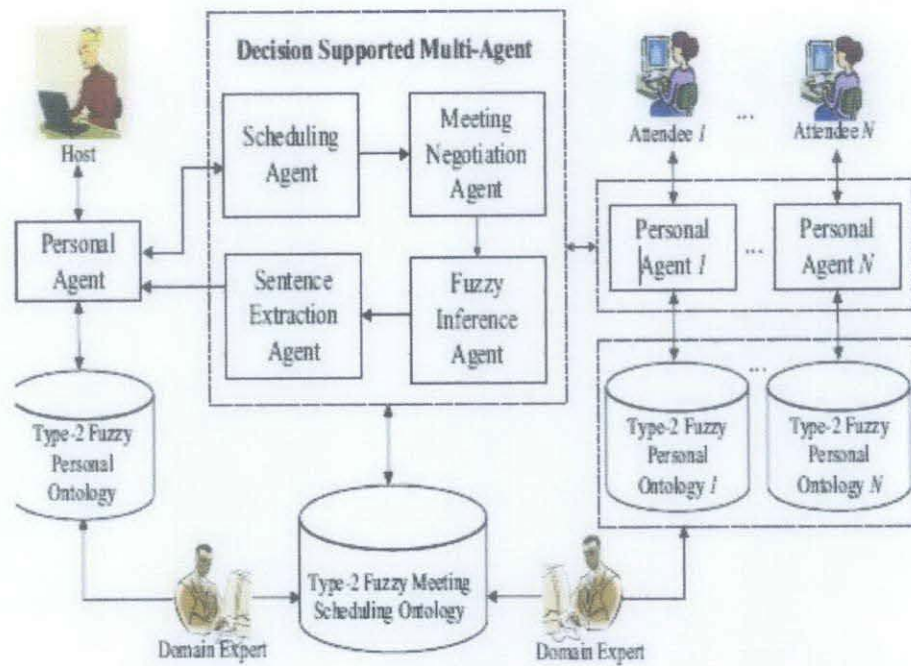 Decision Supported Multi-Agent
Host
Scheduling
Agent
Meeting
Negotiation
Agent
Attendee 1
...
Attendee N
Personal
Agent
Sentence
Extraction
Agent
Fuzzy
Inference
Agent
Personal
Agent 1
...
Personal
Agent N
Type-2 Fuzzy
Personal
Ontology
...
Type-2 Fuzzy
Personal
Ontology 1
Type-2 Fuzzy
Personal
Ontology N
Type-2 Fuzzy Meeting
Scheduling Ontology
Domain Expert
Domain Expert